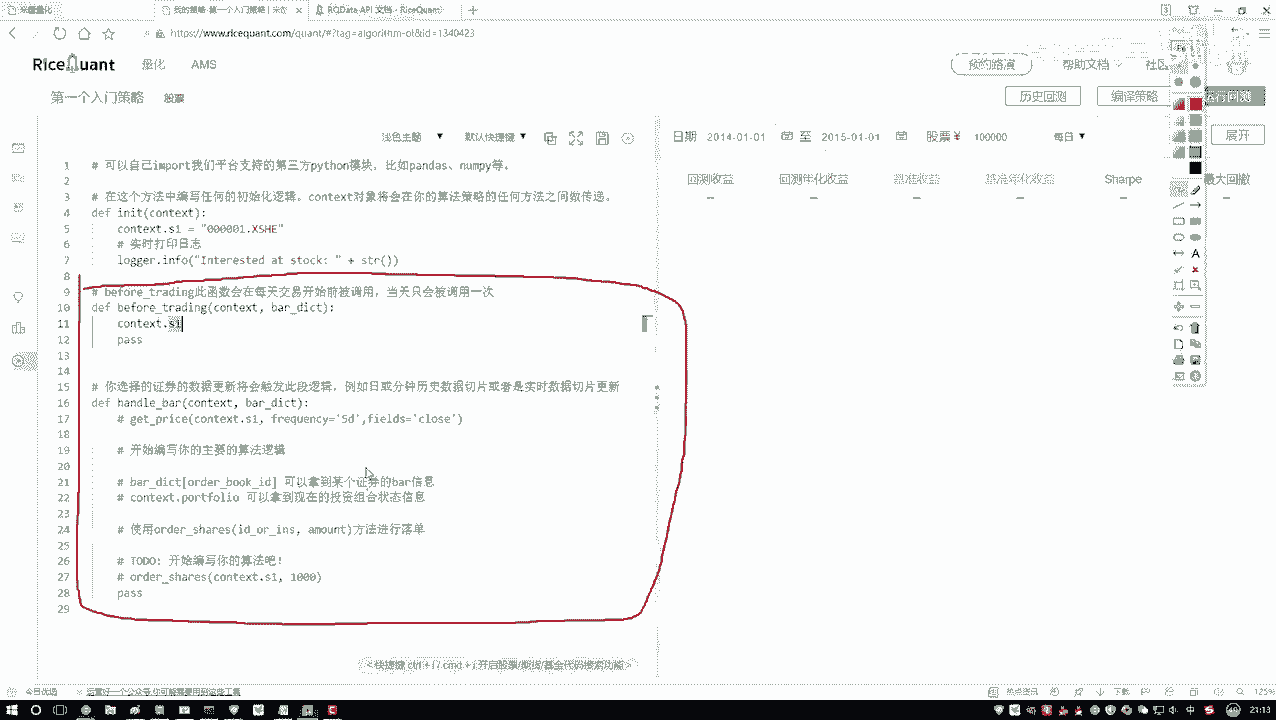 米筐量化
我的策略-第一个入门策略 | 米筐
RQData API 文档 - RiceQuant
https://www.ricequant.com/quant/#?tag=algorithm-ol&id=1340423
RiceQuant 量化 AMS 预约路演 帮助文档 社区
第一个入门策略 股票 历史回测 编译策略 运行回测
浅色主题 默认快捷键 日期 2014-01-01 至 2015-01-01 股票¥ 100000 每日 展开
回测收益 回测年化收益 基准收益 基准年化收益 Sharpe 最大回撤
1 # 可以自己import我们平台支持的第三方python模块，比如pandas、numpy等。
2
3 # 在这个方法中编写任何的初始化逻辑。context对象将会在你的算法策略的任何方法之间做传递。
4 def init(context):
5 context.s1 = "000001.XSHE"
6 # 实时打印日志
7 logger.info("Interested at stock: " + str())
8
9 # before_trading此函数会在每天交易开始前被调用，当天只会被调用一次
10 def before_trading(context, bar_dict):
11 context.s1
12 pass
13
14
15 # 你选择的证券的数据更新将会触发此段逻辑，例如日或分钟历史数据切片或者是实时数据切片更新
16 def handle_bar(context, bar_dict):
17 # get_price(context.s1, frequency='5d',fields='close')
18
19 # 开始编写你的主要的算法逻辑
20
21 # bar_dict[order_book_id] 可以拿到某个证券的bar信息
22 # context.portfolio 可以拿到现在的投资组合状态信息
23
24 # 使用order_shares(id_or_ins, amount)方法进行落单
25
26 # TODO: 开始编写你的算法吧！
27 # order_shares(context.s1, 1000)
28 pass
29
<快捷键 ctrl + i / cmd + i 开启股票/期货/基金代码搜索功能>
今日优选 热点资讯 下载 125%
中 21:13